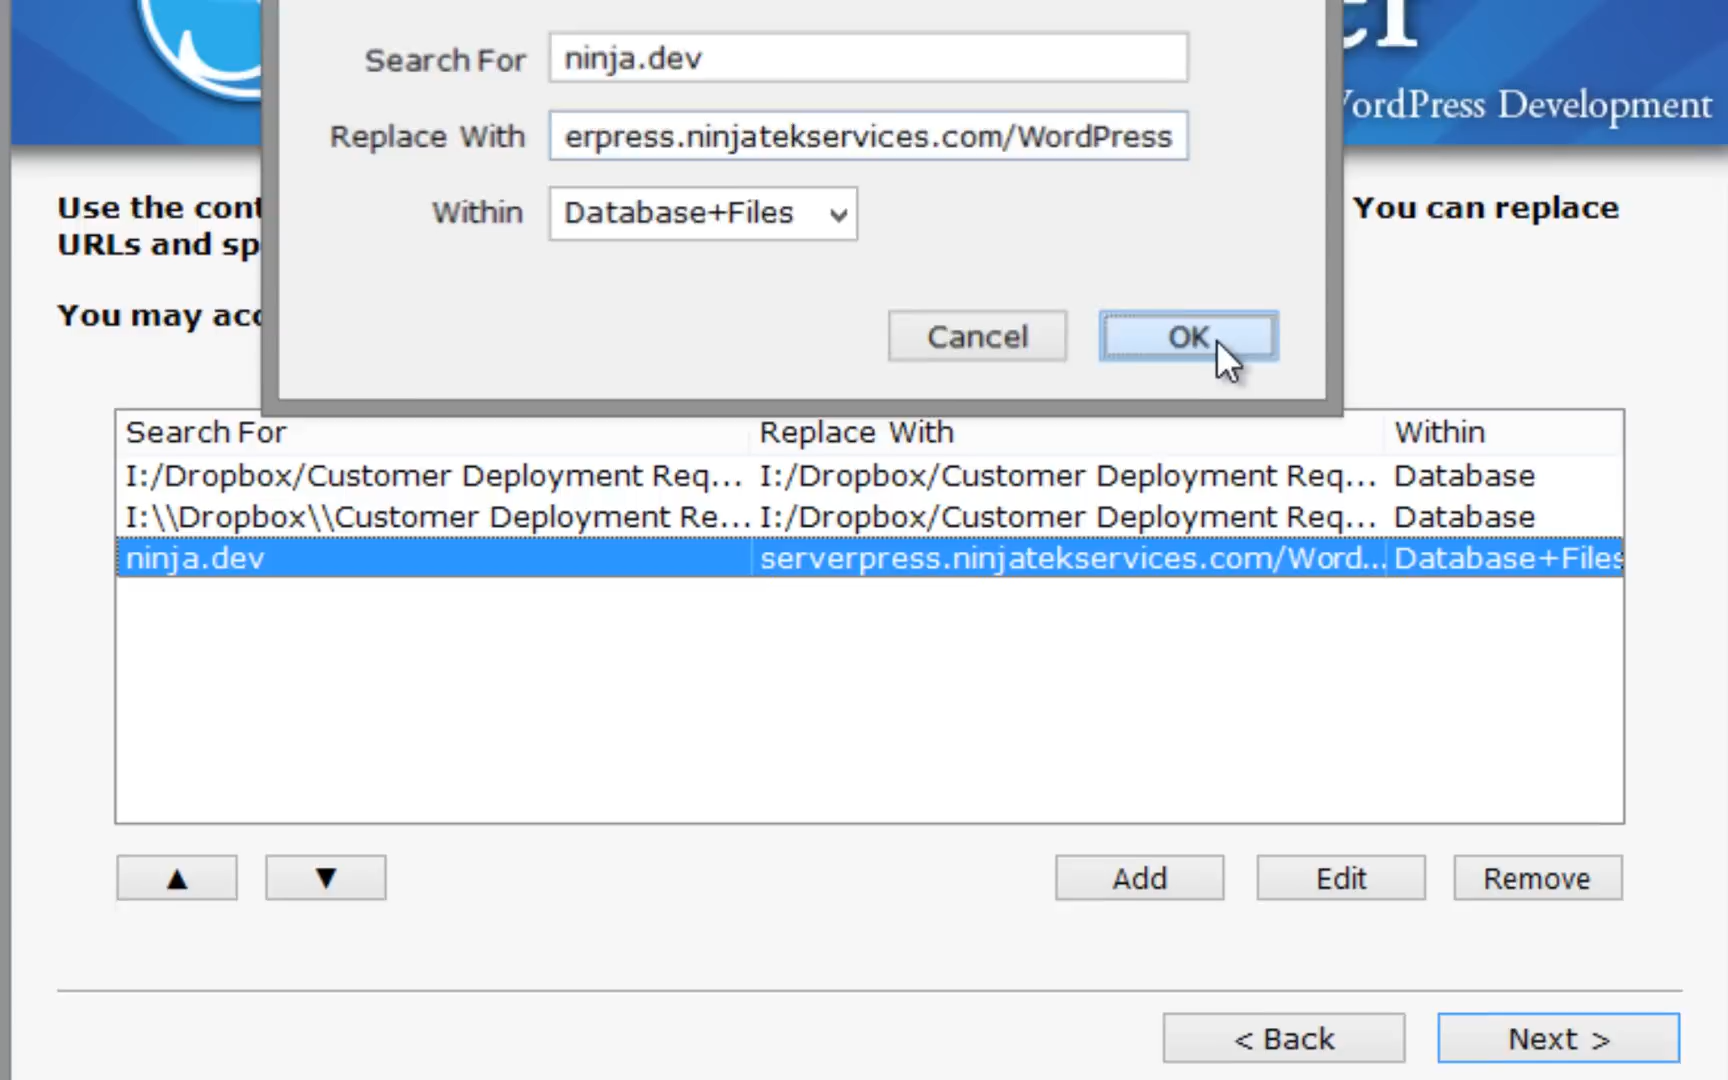 Search For ninja.dev
Replace With erpress.ninjatekservices.com/WordPress
WordPress Development
Within Database+Files
Use the cont You can replace
URLs and sp
You may acc
Cancel OK
Search For Replace With Within
I:/Dropbox/Customer Deployment Req... I:/Dropbox/Customer Deployment Req... Database
I:\\Dropbox\\Customer Deployment Re... I:/Dropbox/Customer Deployment Req... Database
ninja.dev serverpress.ninjatekservices.com/Word... Database+Files
▲ ▼ Add Edit Remove
< Back Next >